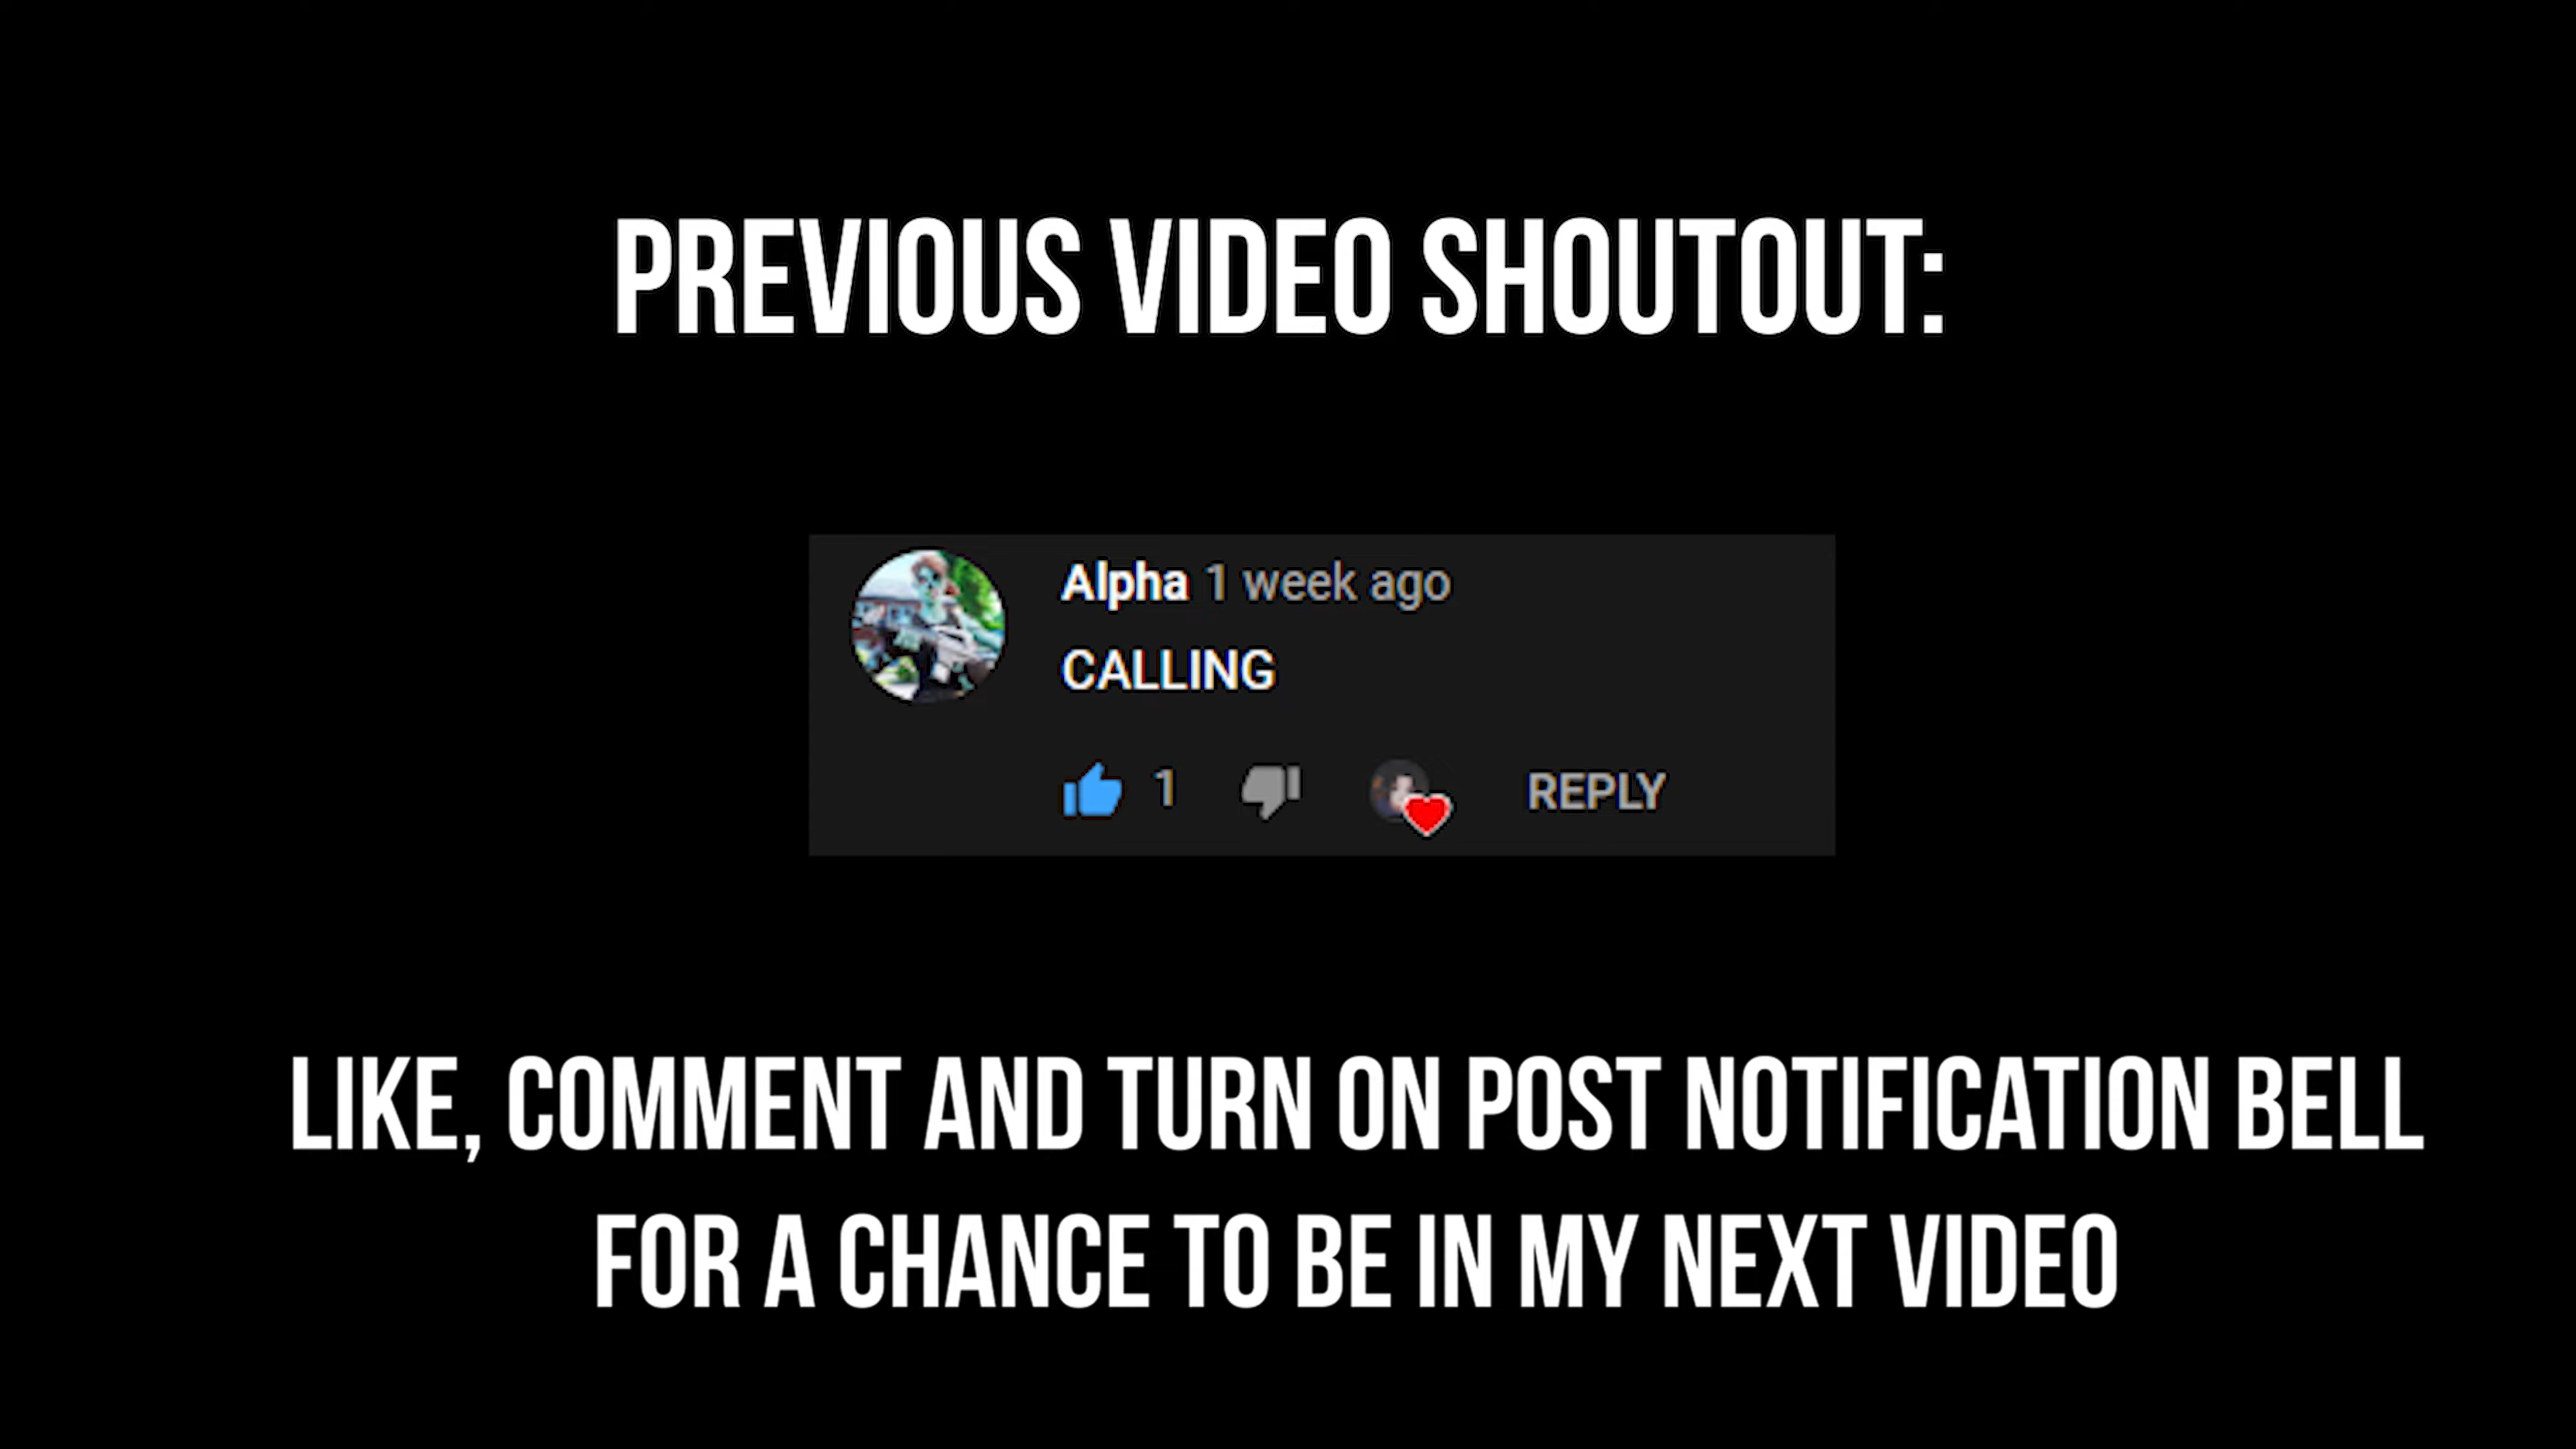 PREVIOUS VIDEO SHOUTOUT:
Alpha 1 week ago
CALLING
1 REPLY
LIKE, COMMENT AND TURN ON POST NOTIFICATION BELL
FOR A CHANCE TO BE IN MY NEXT VIDEO